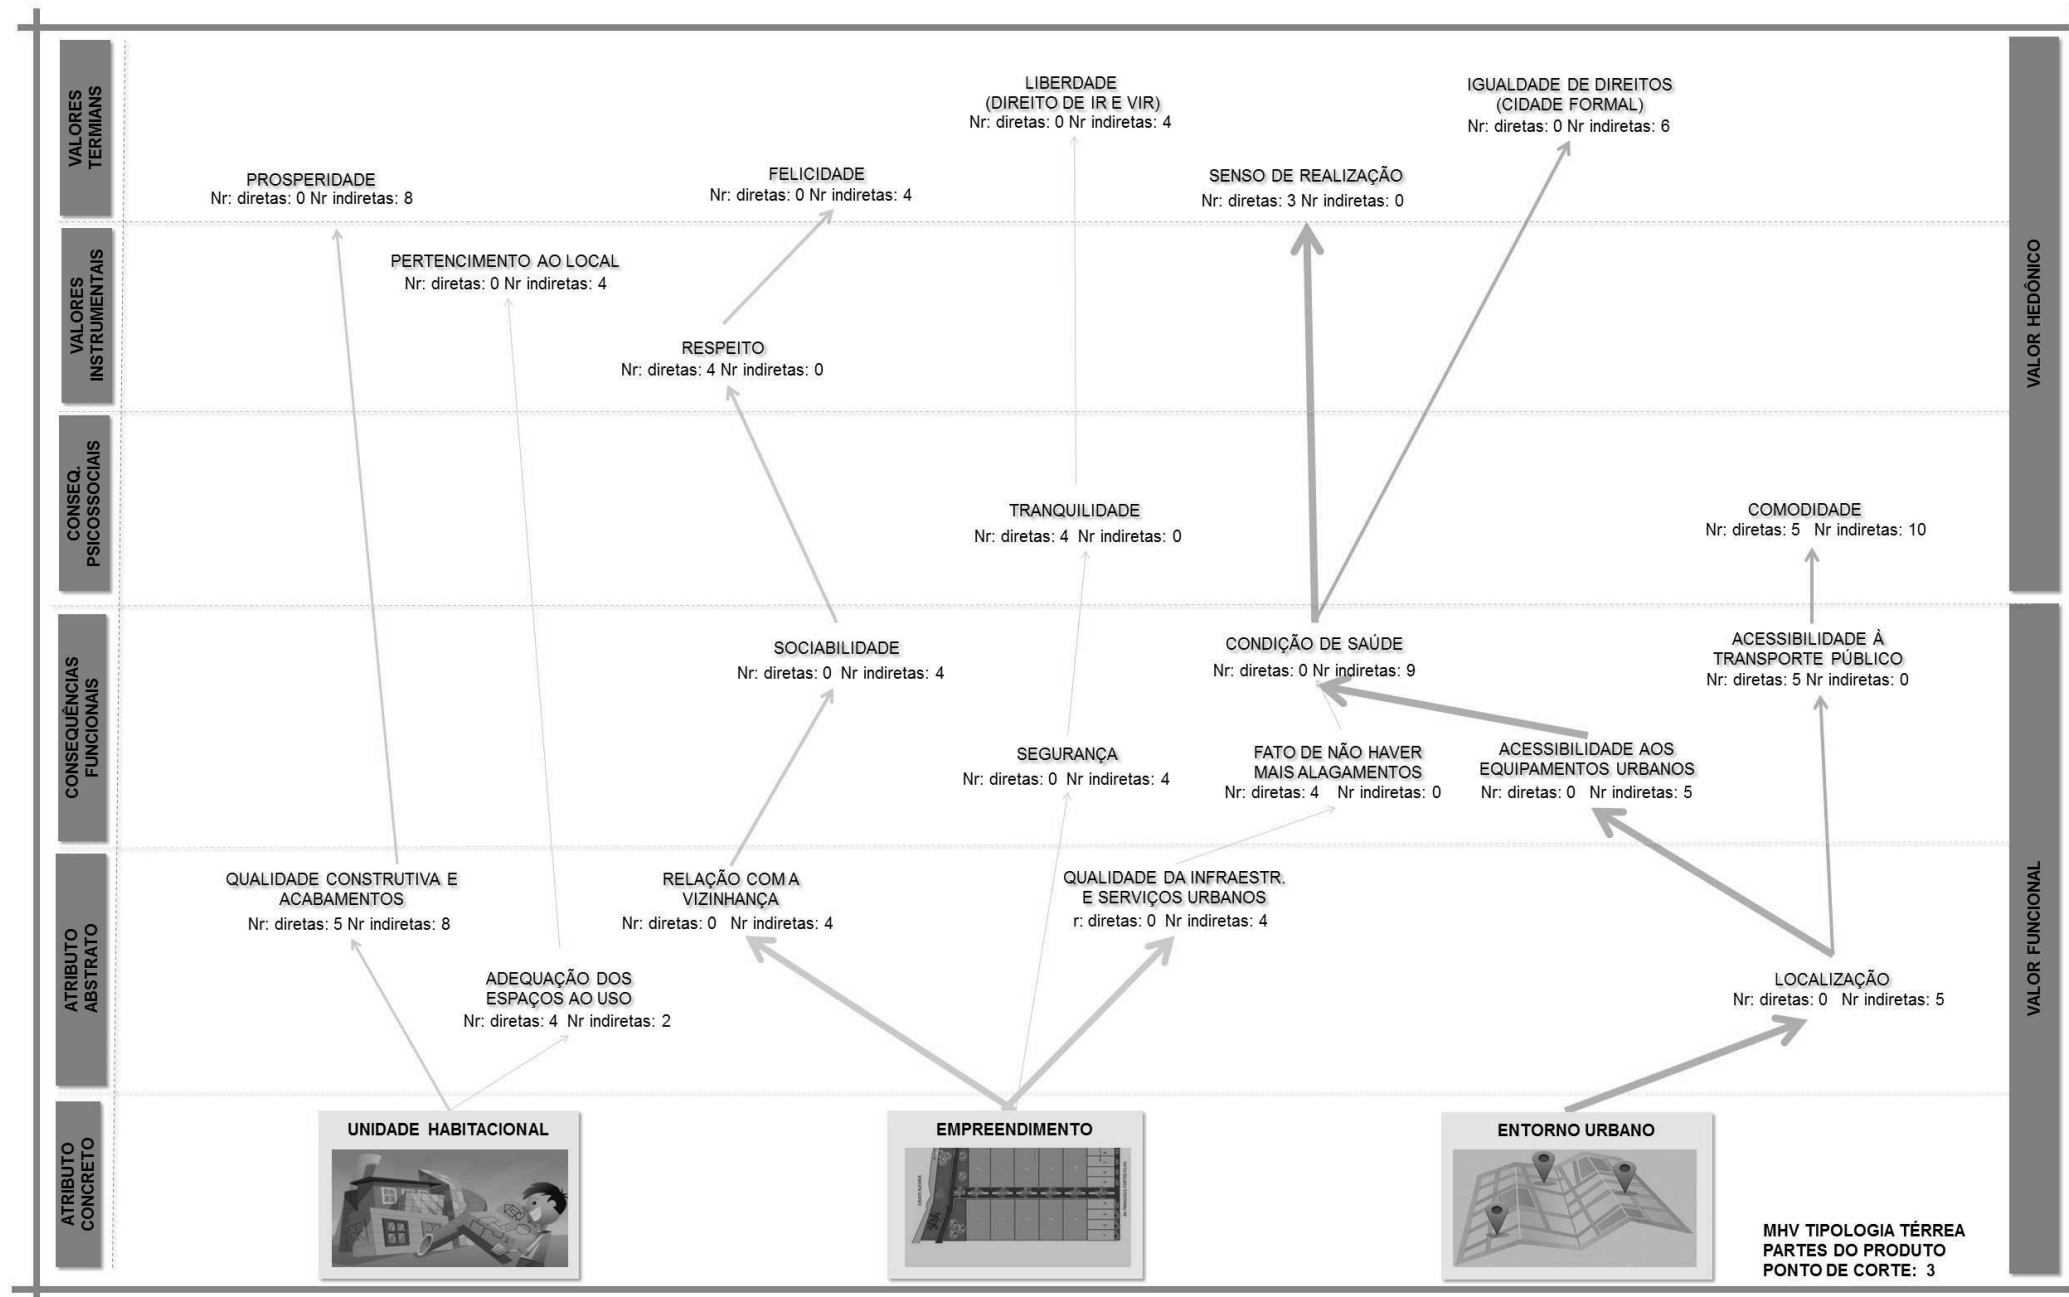 VALORES
TERMIANS
VALORES
INSTRUMENTAIS
CONSEQ.
PSICOSSOCIAIS
CONSEQUÊNCIAS
FUNCIONAIS
ATRIBUTO
ABSTRATO
ATRIBUTO
CONCRETO
LIBERDADE
(DIREITO DE IR E VIR)
Nr: diretas: 0 Nr indiretas: 4
IGUALDADE DE DIREITOS
(CIDADE FORMAL)
Nr: diretas: 0 Nr indiretas: 6
PROSPERIDADE
Nr: diretas: 0 Nr indiretas: 8
FELICIDADE
Nr: diretas: 0 Nr indiretas: 4
SENSO DE REALIZAÇÃO
Nr: diretas: 3 Nr indiretas: 0
PERTENCIMENTO AO LOCAL
Nr: diretas: 0 Nr indiretas: 4
RESPEITO
Nr: diretas: 4 Nr indiretas: 0
TRANQUILIDADE
Nr: diretas: 4 Nr indiretas: 0
COMODIDADE
Nr: diretas: 5 Nr indiretas: 10
SOCIABILIDADE
Nr: diretas: 0 Nr indiretas: 4
CONDIÇÃO DE SAÚDE
Nr: diretas: 0 Nr indiretas: 9
ACESSIBILIDADE À
TRANSPORTE PÚBLICO
Nr: diretas: 5 Nr indiretas: 0
SEGURANÇA
Nr: diretas: 0 Nr indiretas: 4
FATO DE NÃO HAVER
MAIS ALAGAMENTOS
Nr: diretas: 4 Nr indiretas: 0
ACESSIBILIDADE AOS
EQUIPAMENTOS URBANOS
Nr: diretas: 0 Nr indiretas: 5
QUALIDADE CONSTRUTIVA E
ACABAMENTOS
Nr: diretas: 5 Nr indiretas: 8
RELAÇÃO COM A
VIZINHANÇA
Nr: diretas: 0 Nr indiretas: 4
QUALIDADE DA INFRAESTR.
E SERVIÇOS URBANOS
r: diretas: 0 Nr indiretas: 4
ADEQUAÇÃO DOS
ESPAÇOS AO USO
Nr: diretas: 4 Nr indiretas: 2
LOCALIZAÇÃO
Nr: diretas: 0 Nr indiretas: 5
UNIDADE HABITACIONAL
EMPREENDIMENTO
ENTORNO URBANO
MHV TIPOLOGIA TÉRREA
PARTES DO PRODUTO
PONTO DE CORTE: 3
VALOR HEDÔNICO
VALOR FUNCIONAL